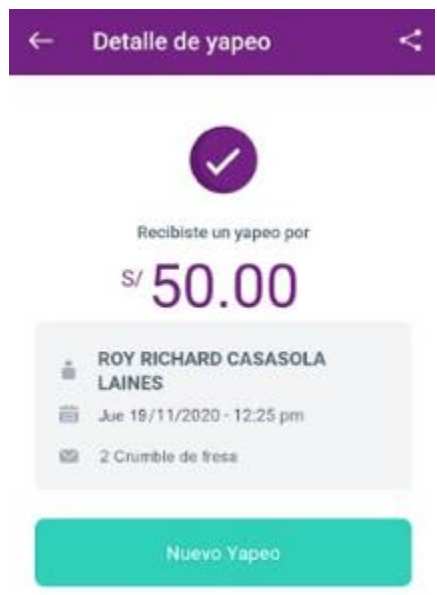 Detalle de yapeo
Recibiste un yapeo por
S/ 50.00
ROY RICHARD CASASOLA
LAINES
Jue 19/11/2020 - 12:25 pm
2 Crumble de fresa
Nuevo Yapeo